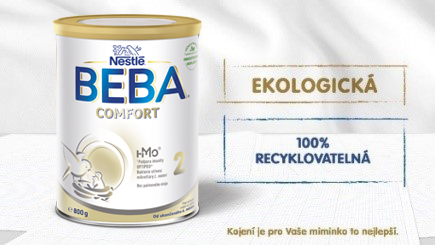 Nestlé
BEBA
COMFORT
HMO
2
800 g
EKOLOGICKÁ
100%
RECYKLOVATELNÁ
Kojení je pro Vaše miminko to nejlepší.